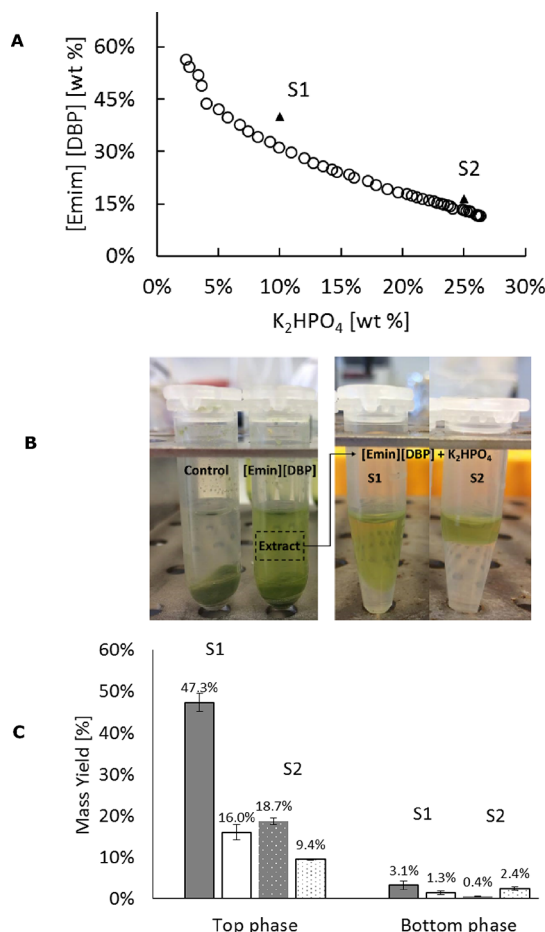 A
60%
45%
30%
15%
0%
[Emim] [DBP] [wt %]
S1
S2
0% 5% 10% 15% 20% 25% 30%
K₂HPO₄ [wt %]
B
Control
[Emin][DBP]
Extract
[Emin][DBP] + K₂HPO₄
S1
S2
C
60%
50%
40%
30%
20%
10%
0%
Mass Yield [%]
S1
47.3%
16.0%
S2
18.7%
9.4%
S1
S2
3.1%
1.3%
0.4%
2.4%
Top phase
Bottom phase